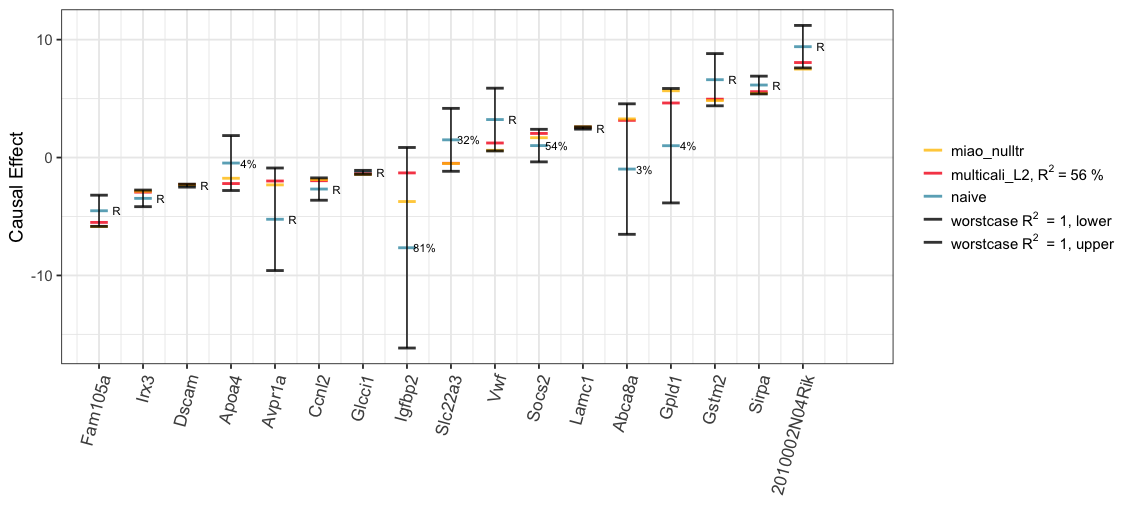 10
0
-10
Causal Effect
R
R
R
4%
R
R
R
81%
32%
R
54%
R
3%
4%
R
R
R
Fam105a
Irx3
Dscam
Apoa4
Avpr1a
Ccnl2
Glcci1
Igfbp2
Slc22a3
Vwf
Socs2
Lamc1
Abca8a
Gpld1
Gstm2
Sirpa
2010002N04Rik
miao_nulltr
multicali_L2, R² = 56 %
naive
worstcase R² = 1, lower
worstcase R² = 1, upper